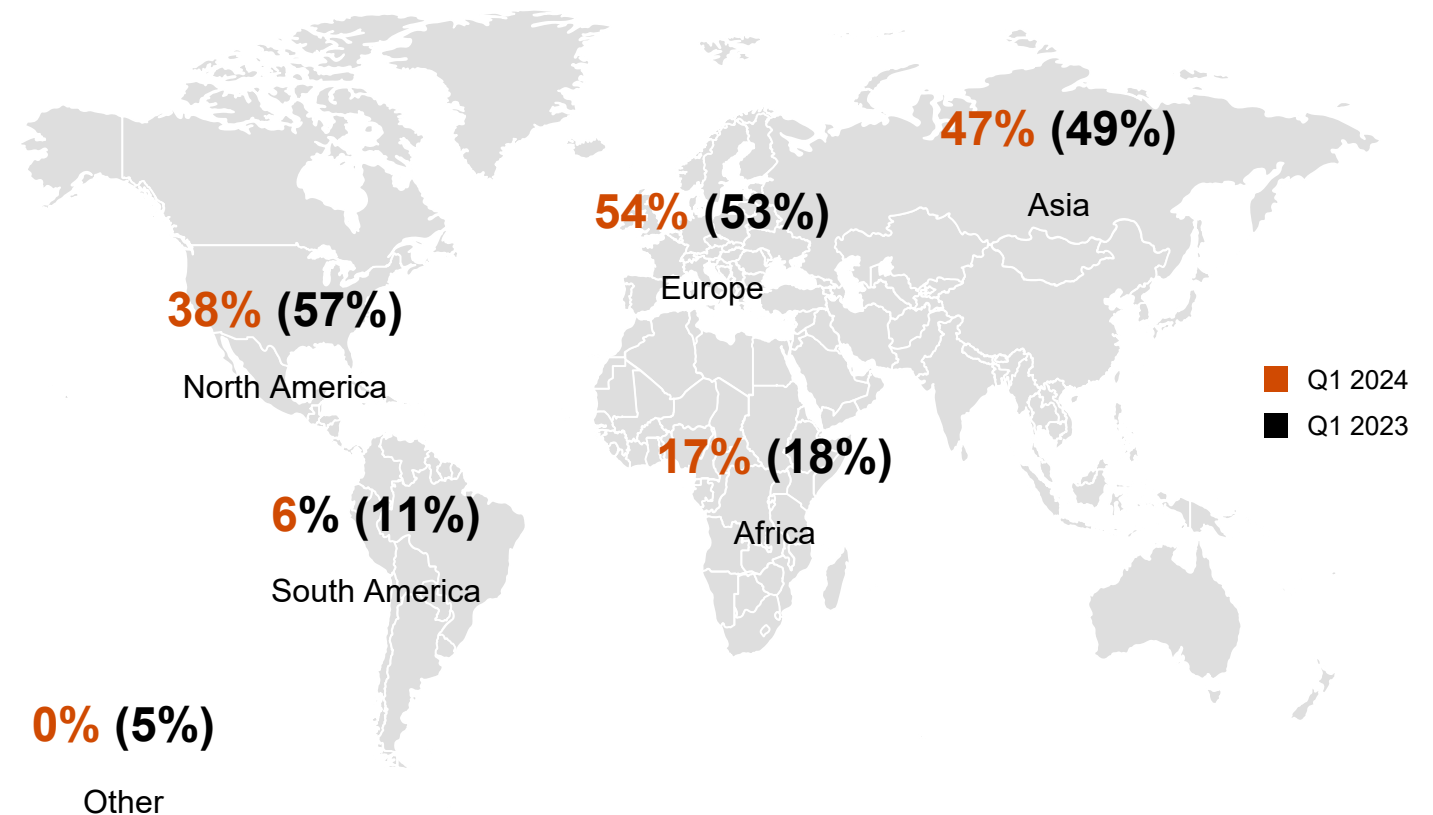 47% (49%)
Asia
54% (53%)
Europe
38% (57%)
North America
Q1 2024
Q1 2023
17% (18%)
Africa
6% (11%)
South America
0% (5%)
Other